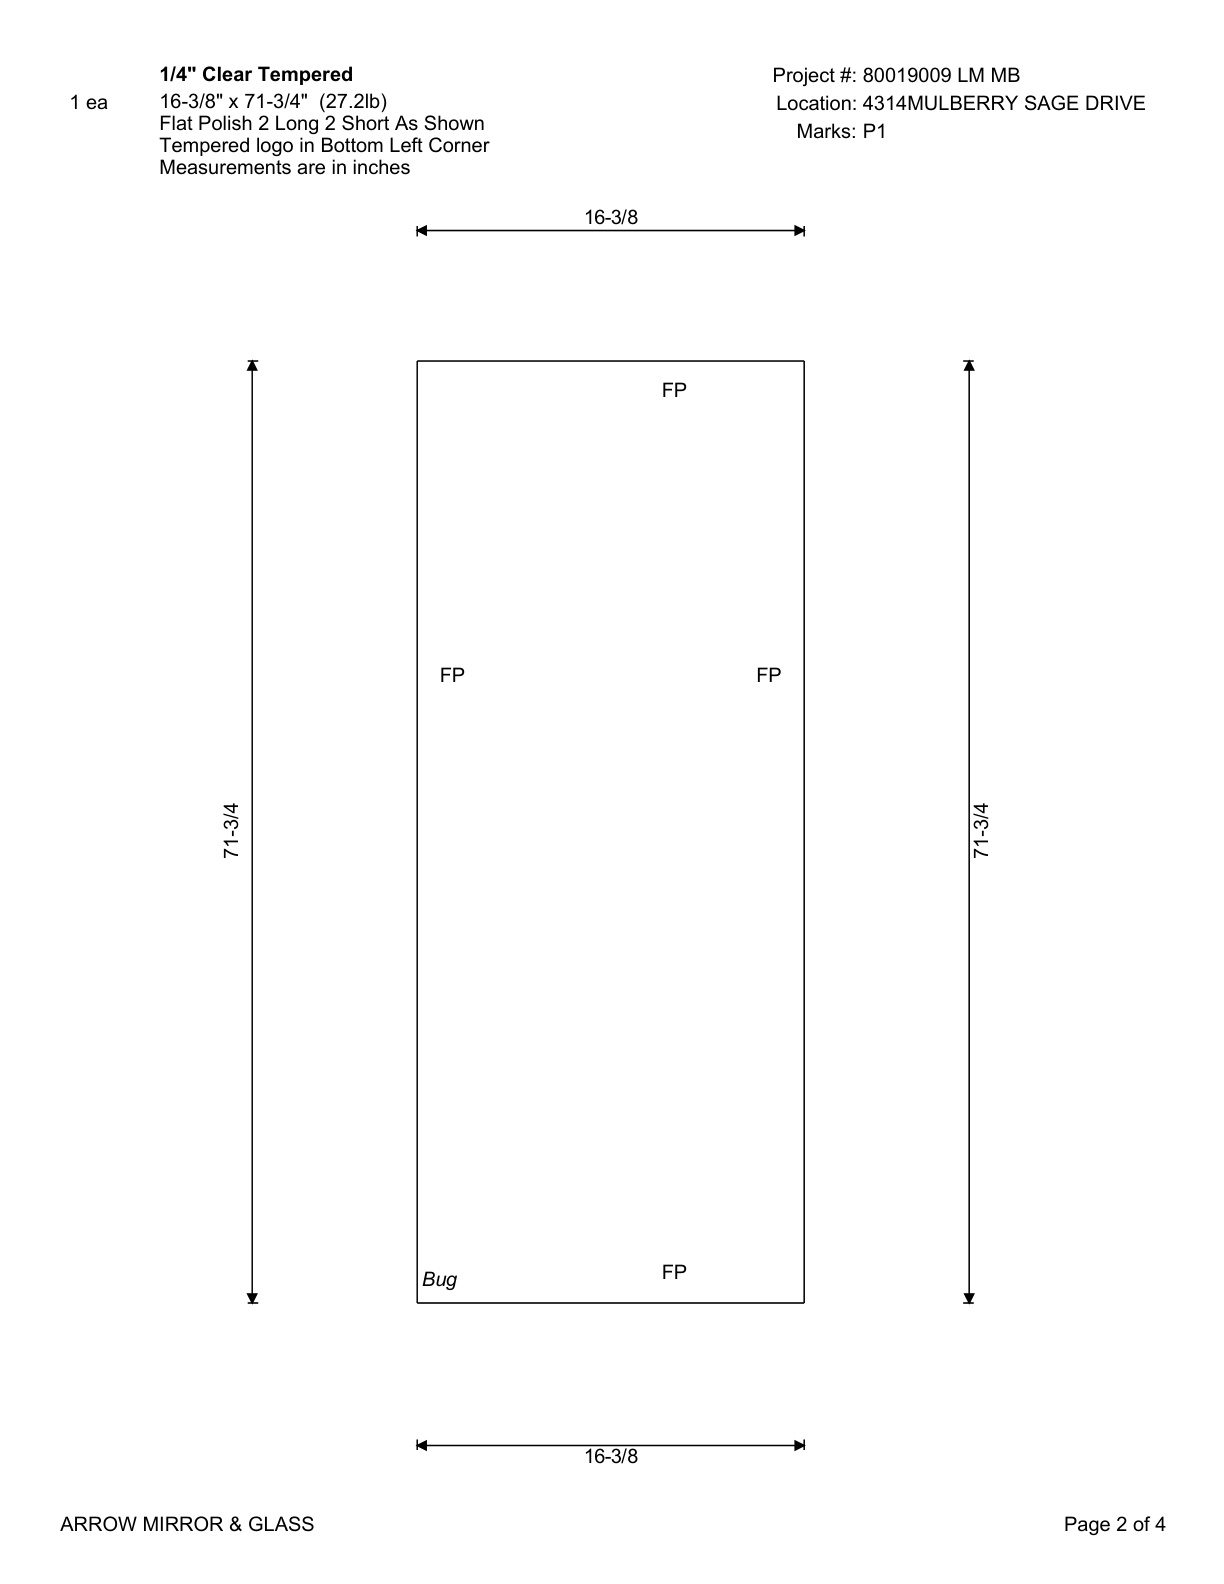 1/4" Clear Tempered
1 ea
16-3/8" x 71-3/4" (27.2lb)
Flat Polish 2 Long 2 Short As Shown
Tempered logo in Bottom Left Corner
Measurements are in inches
Project #: 80019009 LM MB
Location: 4314MULBERRY SAGE DRIVE
Marks: P1
16-3/8
FP
FP
FP
71-3/4
71-3/4
Bug
FP
16-3/8
ARROW MIRROR & GLASS
Page 2 of 4